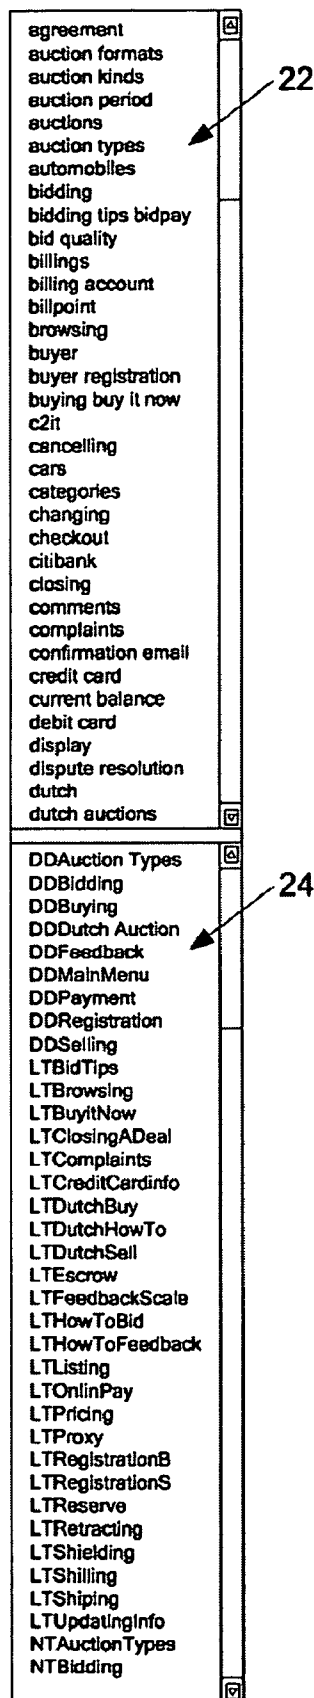 agreement
auction formats
auction kinds
auction period
auctions
auction types
automobiles
bidding
bidding tips bidpay
bid quality
billings
billing account
billpoint
browsing
buyer
buyer registration
buying buy it now
c2it
cancelling
cars
categories
changing
checkout
citibank
closing
comments
complaints
confirmation email
credit card
current balance
debit card
display
dispute resolution
dutch
dutch auctions
22
DDAuction Types
DDBidding
DDBuying
DDDutch Auction
DDFeedback
DDMainMenu
DDPayment
DDRegistration
DDSelling
LTBidTips
LTBrowsing
LTBuyitNow
LTClosingADeal
LTComplaints
LTCreditCardinfo
LTDutchBuy
LTDutchHowTo
LTDutchSell
LTEscrow
LTFeedbackScale
LTHowToBid
LTHowToFeedback
LTListing
LTOnlinPay
LTPricing
LTProxy
LTRegistrationB
LTRegistrationS
LTReserve
LTRetracting
LTShielding
LTShilling
LTShiping
LTUpdatingInfo
NTAuctionTypes
NTBidding
24